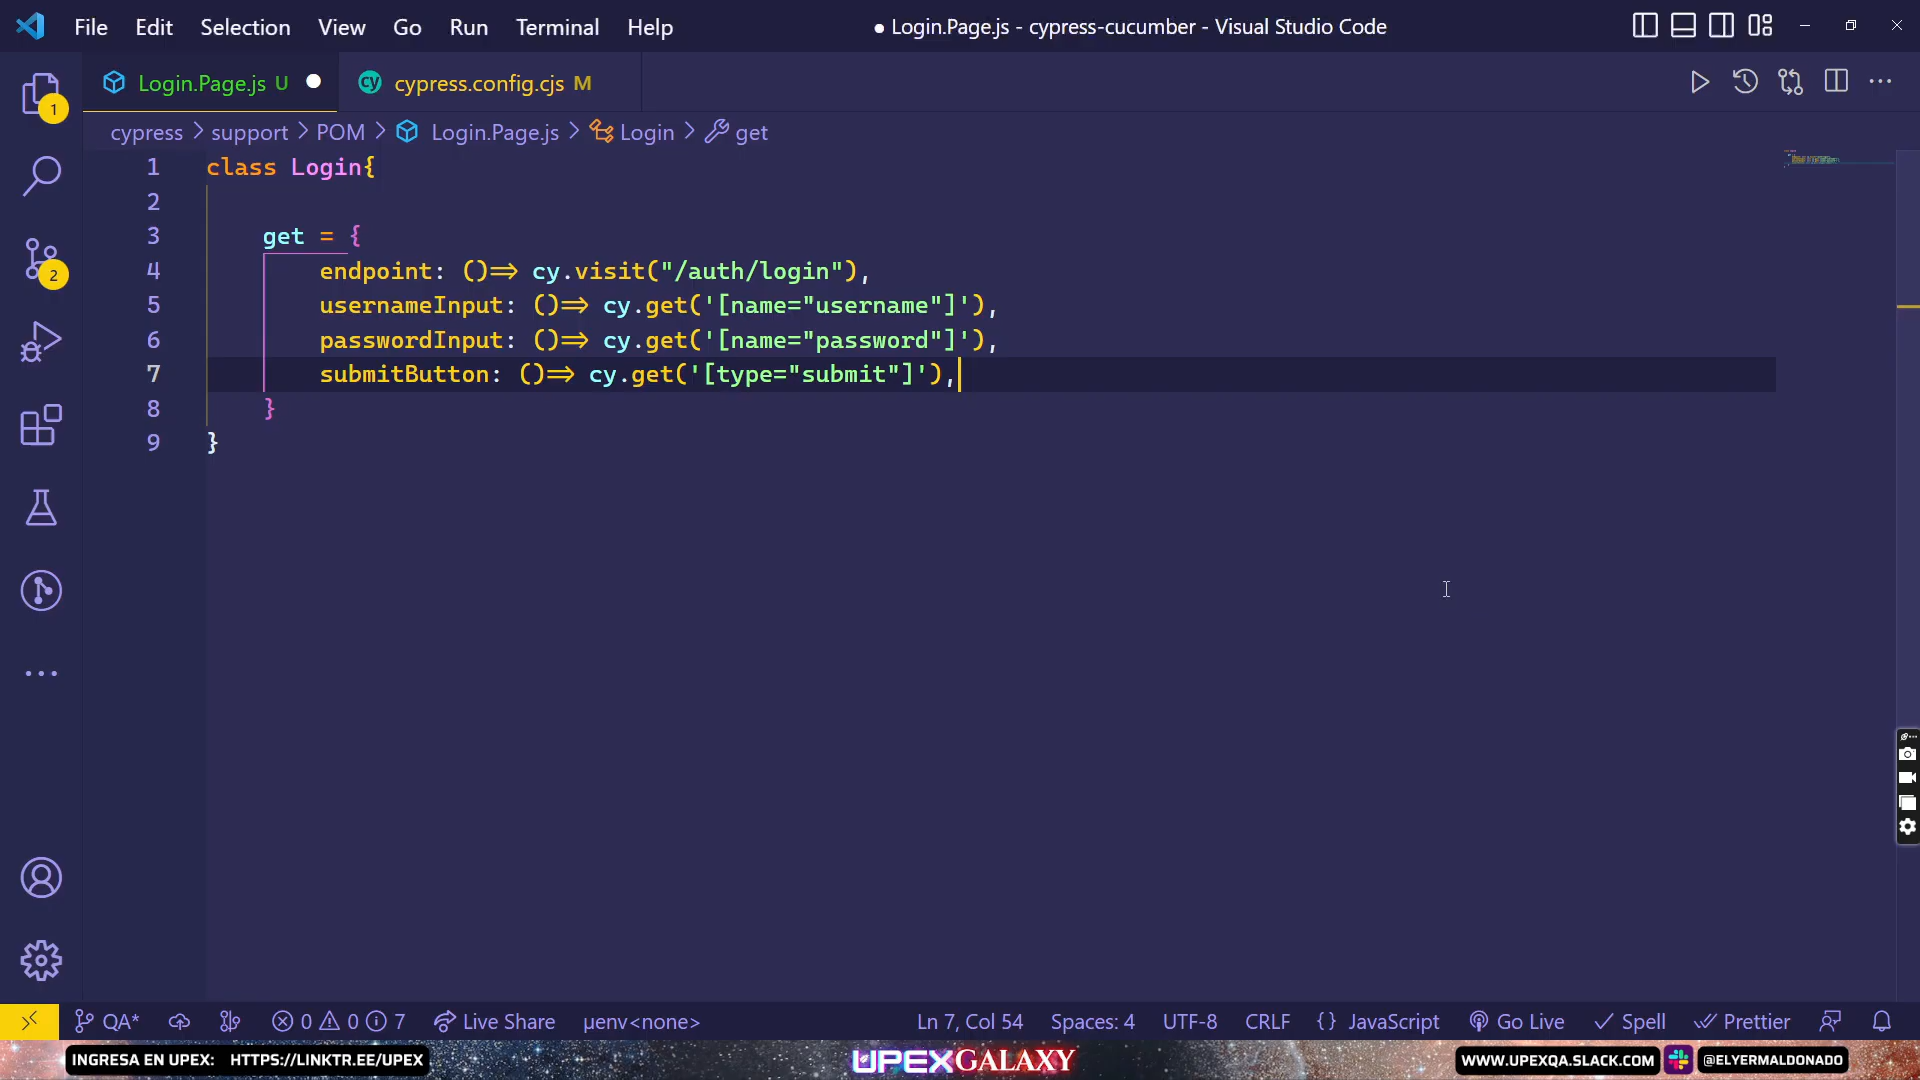 File Edit Selection View Go Run Terminal Help
● Login.Page.js - cypress-cucumber - Visual Studio Code
Login.Page.js U
cypress.config.cjs M
cypress > support > POM > Login.Page.js > Login > get
1 class Login{
2
3 get = {
4 endpoint: ()=> cy.visit("/auth/login"),
5 usernameInput: ()=> cy.get('[name="username"]'),
6 passwordInput: ()=> cy.get('[name="password"]'),
7 submitButton: ()=> cy.get('[type="submit"]'),
8 }
9 }
1
2
QA* 0 0 7 Live Share µenv<none> Ln 7, Col 54 Spaces: 4 UTF-8 CRLF {} JavaScript Go Live Spell Prettier
INGRESA EN UPEX: HTTPS://LINKTR.EE/UPEX
UPEXGALAXY
WWW.UPEXQA.SLACK.COM
@ELYERMALDONADO